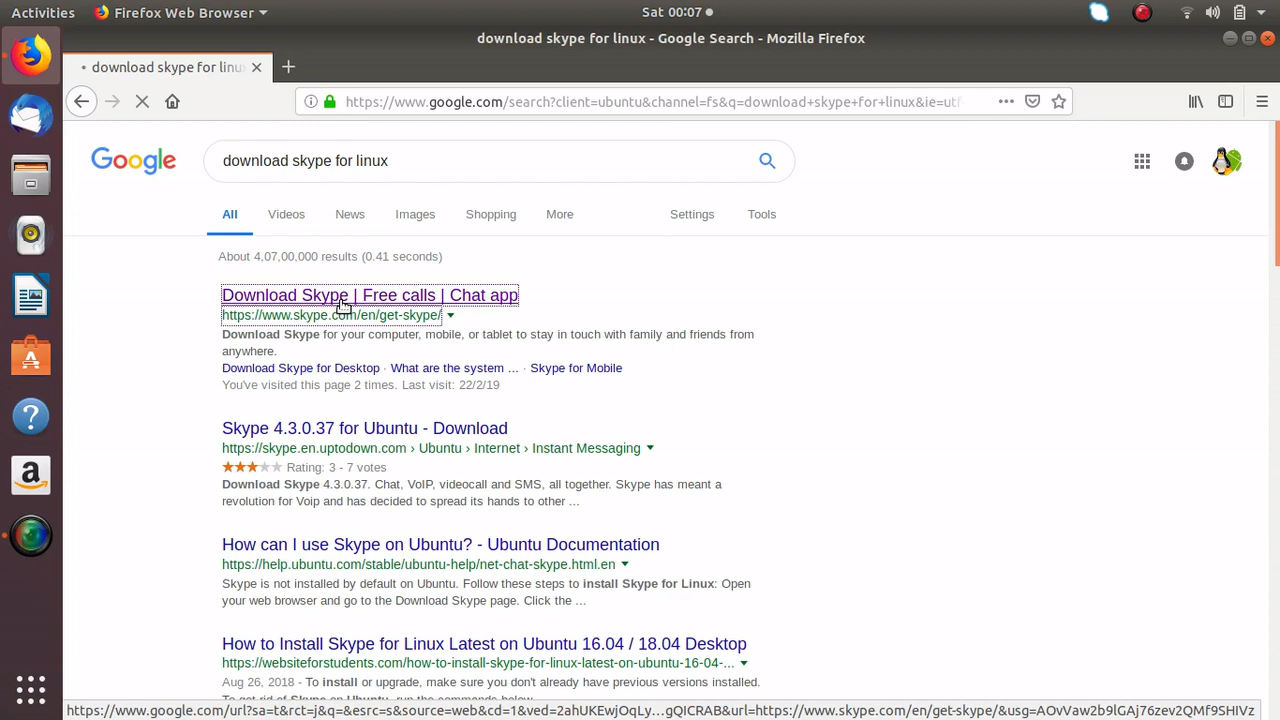 Activities Firefox Web Browser Sat 00:07
download skype for linux - Google Search - Mozilla Firefox
download skype for linu
https://www.google.com/search?client=ubuntu&channel=fs&q=download+skype+for+linux&ie=utf
Google download skype for linux
All Videos News Images Shopping More Settings Tools
About 4,07,00,000 results (0.41 seconds)
Download Skype | Free calls | Chat app
https://www.skype.com/en/get-skype/
Download Skype for your computer, mobile, or tablet to stay in touch with family and friends from
anywhere.
Download Skype for Desktop · What are the system ... · Skype for Mobile
You've visited this page 2 times. Last visit: 22/2/19
Skype 4.3.0.37 for Ubuntu - Download
https://skype.en.uptodown.com › Ubuntu › Internet › Instant Messaging
Rating: 3 - 7 votes
Download Skype 4.3.0.37. Chat, VoIP, videocall and SMS, all together. Skype has meant a
revolution for Voip and has decided to spread its hands to other ...
How can I use Skype on Ubuntu? - Ubuntu Documentation
https://help.ubuntu.com/stable/ubuntu-help/net-chat-skype.html.en
Skype is not installed by default on Ubuntu. Follow these steps to install Skype for Linux: Open
your web browser and go to the Download Skype page. Click the ...
How to Install Skype for Linux Latest on Ubuntu 16.04 / 18.04 Desktop
https://websiteforstudents.com/how-to-install-skype-for-linux-latest-on-ubuntu-16-04-...
Aug 26, 2018 - To install or upgrade, make sure you don't already have previous versions installed.
To get rid of Skype on Ubuntu, run the commands below
https://www.google.com/url?sa=t&rct=j&q=&esrc=s&source=web&cd=1&ved=2ahUKEwjOqLy…gQICRAB&url=https://www.skype.com/en/get-skype/&usg=AOvVaw2b9lGAj76zev2QMf9SHIVz